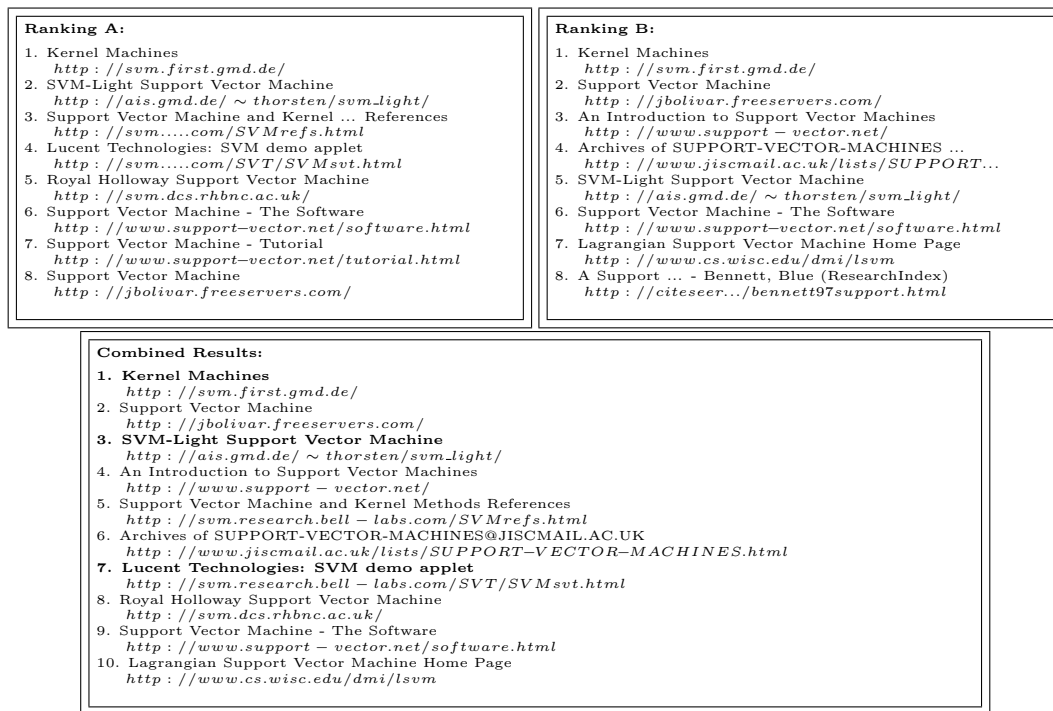 Ranking A:
1. Kernel Machines
http : //svm.first.gmd.de/
2. SVM-Light Support Vector Machine
http : //ais.gmd.de/ ∼ thorsten/svm_light/
3. Support Vector Machine and Kernel ... References
http : //svm.....com/SVMrefs.html
4. Lucent Technologies: SVM demo applet
http : //svm.....com/SVT/SVMsvt.html
5. Royal Holloway Support Vector Machine
http : //svm.dcs.rhbnc.ac.uk/
6. Support Vector Machine - The Software
http : //www.support−vector.net/software.html
7. Support Vector Machine - Tutorial
http : //www.support−vector.net/tutorial.html
8. Support Vector Machine
http : //jbolivar.freeservers.com/
Ranking B:
1. Kernel Machines
http : //svm.first.gmd.de/
2. Support Vector Machine
http : //jbolivar.freeservers.com/
3. An Introduction to Support Vector Machines
http : //www.support − vector.net/
4. Archives of SUPPORT-VECTOR-MACHINES ...
http : //www.jiscmail.ac.uk/lists/SUPPORT...
5. SVM-Light Support Vector Machine
http : //ais.gmd.de/ ∼ thorsten/svm_light/
6. Support Vector Machine - The Software
http : //www.support−vector.net/software.html
7. Lagrangian Support Vector Machine Home Page
http : //www.cs.wisc.edu/dmi/lsvm
8. A Support ... - Bennett, Blue (ResearchIndex)
http : //citeseer.../bennett97support.html
Combined Results:
1. Kernel Machines
http : //svm.first.gmd.de/
2. Support Vector Machine
http : //jbolivar.freeservers.com/
3. SVM-Light Support Vector Machine
http : //ais.gmd.de/ ∼ thorsten/svm_light/
4. An Introduction to Support Vector Machines
http : //www.support − vector.net/
5. Support Vector Machine and Kernel Methods References
http : //svm.research.bell − labs.com/SVMrefs.html
6. Archives of SUPPORT-VECTOR-MACHINES@JISCMAIL.AC.UK
http : //www.jiscmail.ac.uk/lists/SUPPORT−VECTOR−MACHINES.html
7. Lucent Technologies: SVM demo applet
http : //svm.research.bell − labs.com/SVT/SVMsvt.html
8. Royal Holloway Support Vector Machine
http : //svm.dcs.rhbnc.ac.uk/
9. Support Vector Machine - The Software
http : //www.support − vector.net/software.html
10. Lagrangian Support Vector Machine Home Page
http : //www.cs.wisc.edu/dmi/lsvm